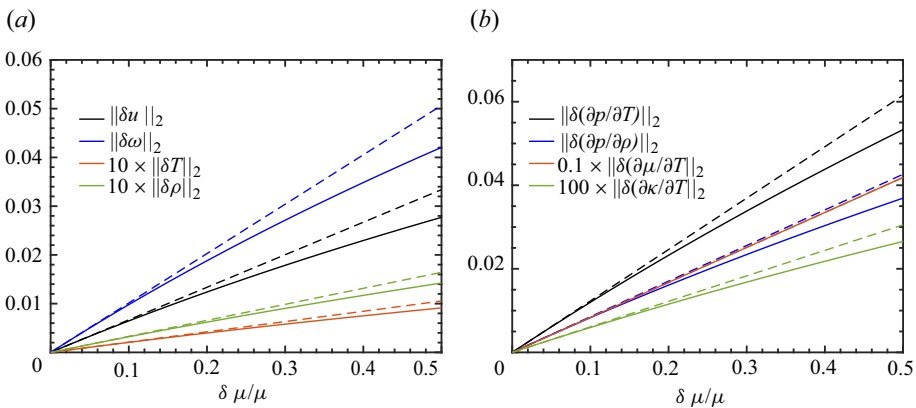 (a)
0.06
0.05
0.04
0.03
0.02
0.01
0
||δu ||₂
||δω||₂
10 × ||δT||₂
10 × ||δρ||₂
0.1 0.2 0.3 0.4 0.5
δ μ/μ
(b)
0.06
0.04
0.02
0
||δ(∂p/∂T)||₂
||δ(∂p/∂ρ)||₂
0.1 × ||δ(∂μ/∂T||₂
100 × ||δ(∂κ/∂T||₂
0 0.1 0.2 0.3 0.4 0.5
δ μ/μ